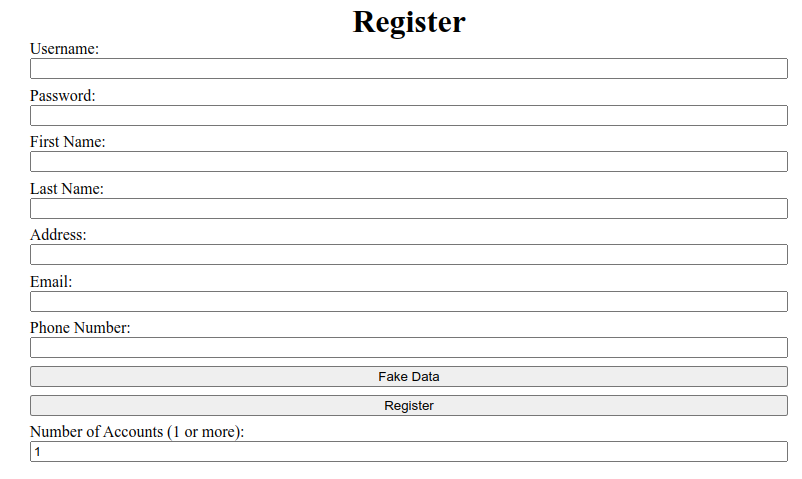 Register
Username:
Password:
First Name:
Last Name:
Address:
Email:
Phone Number:
Fake Data
Register
Number of Accounts (1 or more):
1